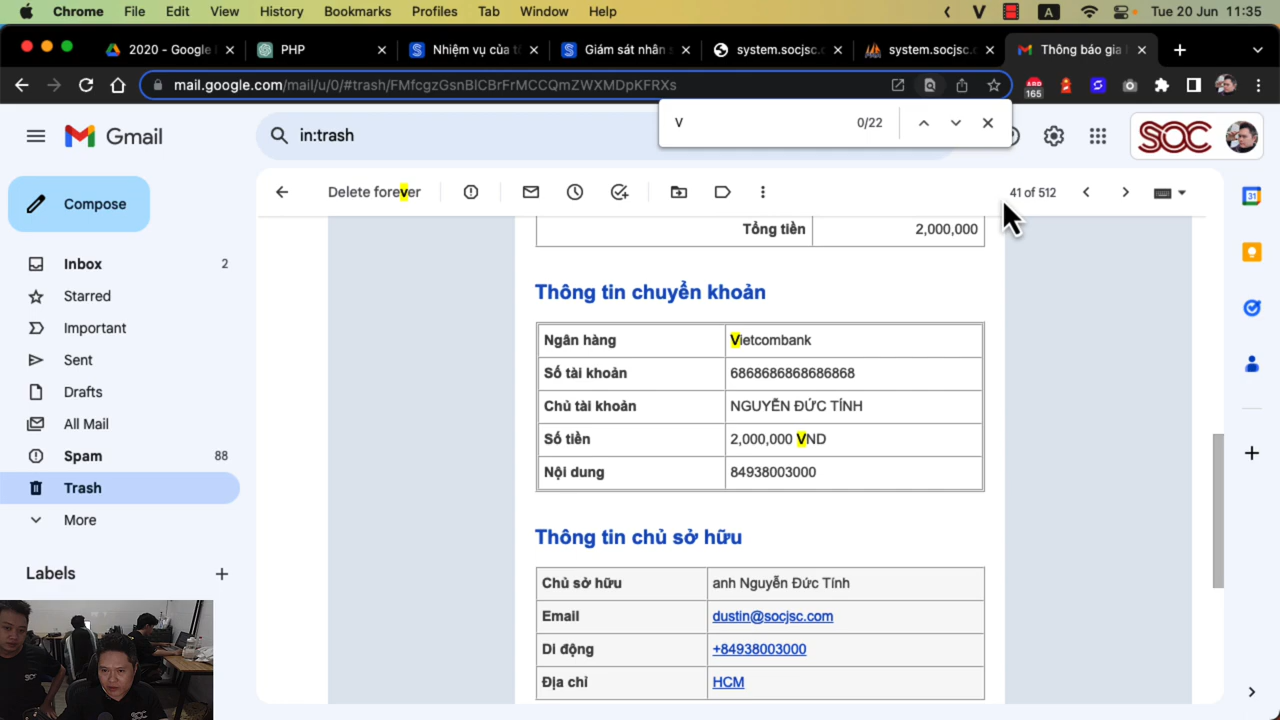 Chrome File Edit View History Bookmarks Profiles Tab Window Help A Tue 20 Jun 11:35
2020 - Google PHP Nhiệm vụ của t Giám sát nhân s system.socjsc. system.socjsc.c Thông báo gia
mail.google.com/mail/u/0/#trash/FMfcgzGsnBlCBrFrMCCQmZWXMDpKFRXs 165
V 0/22
Gmail in:trash SOC
Compose Delete forever 41 of 512
31
Tổng tiền 2,000,000
Inbox 2
Starred
Important
Sent
Drafts
All Mail
Spam 88
Trash
More
Labels
Thông tin chuyển khoản
Ngân hàng Vietcombank
Số tài khoản 6868686868686868
Chủ tài khoản NGUYỄN ĐỨC TÍNH
Số tiền 2,000,000 VND
Nội dung 84938003000
Thông tin chủ sở hữu
Chủ sở hữu anh Nguyễn Đức Tính
Email dustin@socjsc.com
Di động +84938003000
Địa chỉ HCM
SOC